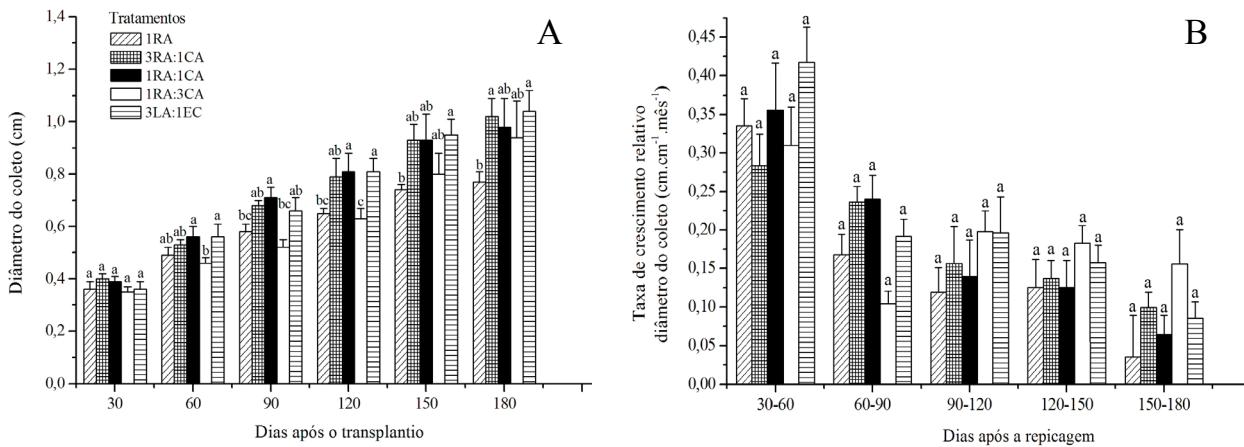 A
Tratamentos
1RA
3RA:1CA
1RA:1CA
1RA:3CA
3LA:1EC
Diâmetro do coleto (cm)
1,4
1,2
1,0
0,8
0,6
0,4
0,2
0,0
a a a a a
ab ab a b a
bc ab a bc ab
bc ab a c a
b ab ab ab a
b a ab ab a
30 60 90 120 150 180
Dias após o transplantio
B
Taxa de crescimento relativo
diâmetro do coleto (cm.cm⁻¹.mês⁻¹)
0,45
0,40
0,35
0,30
0,25
0,20
0,15
0,10
0,05
0,00
a a a a a
a a a a a
a a a a a
a a a a a
a a a a a
30-60 60-90 90-120 120-150 150-180
Dias após a repicagem